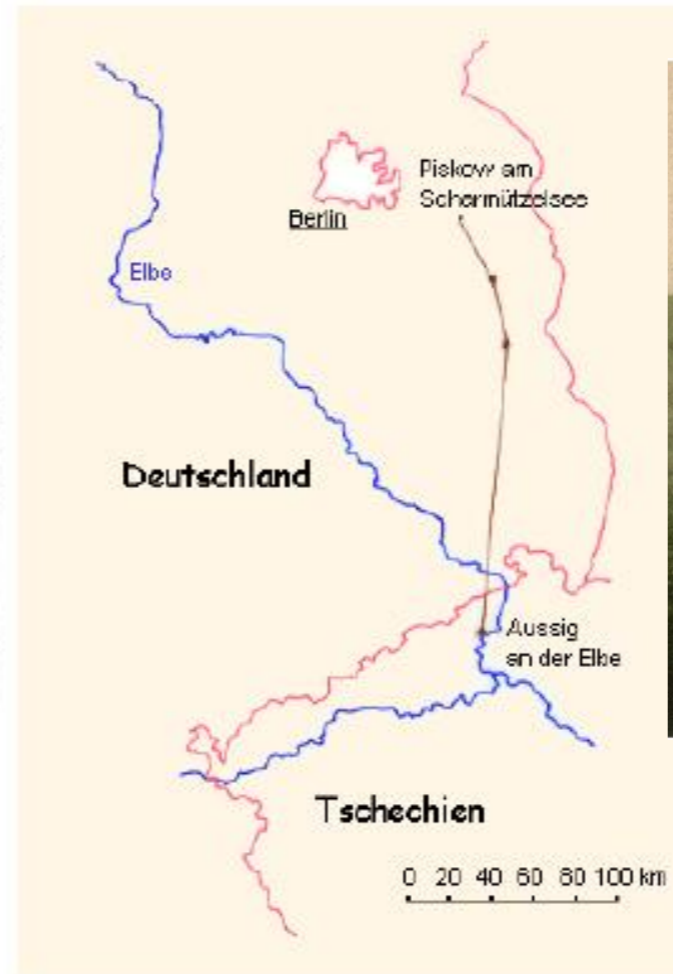 Piskow am
Scharmützelsee
Berlin
Elbe
Deutschland
Aussig
an der Elbe
Tschechien
0 20 40 60 80 100 km